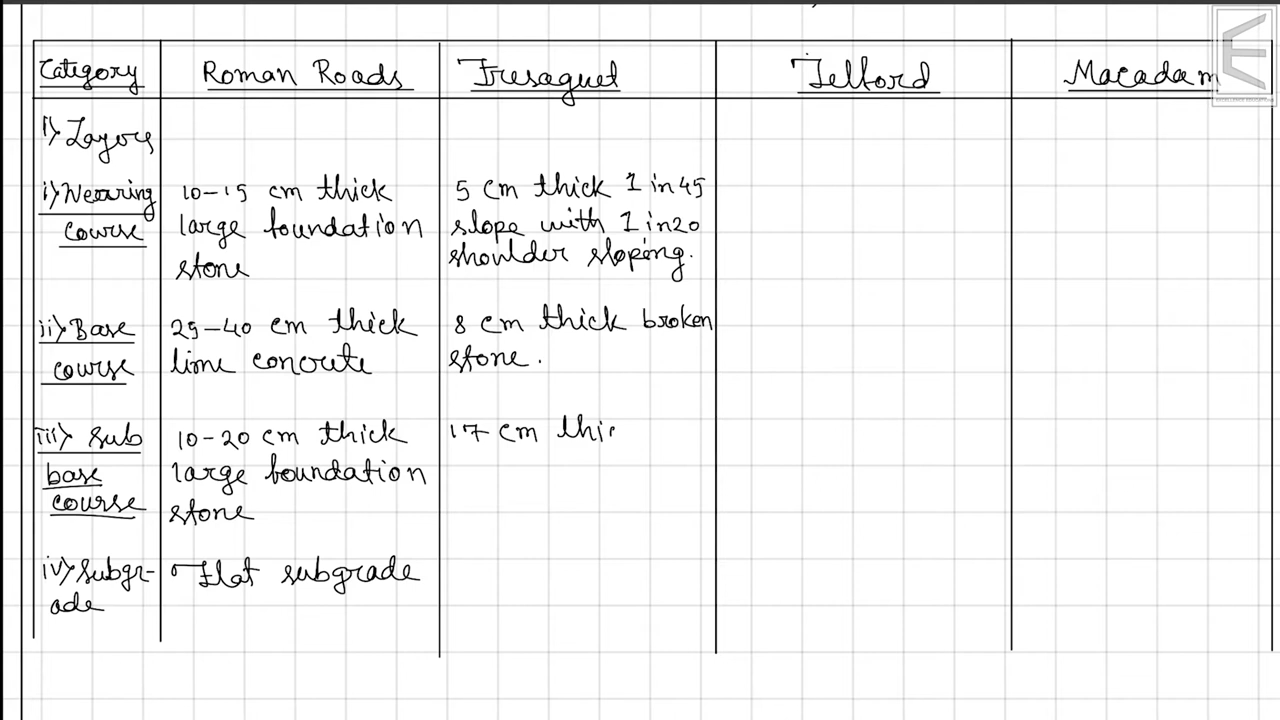 Category Roman Roads Tresaguet Telford Macadam
i) Layers
i) Wearing course
10-15 cm thick
large foundation
stone
5 cm thick 1 in 45
slope with 1 in 20
shoulder sloping.
ii) Base
course
25-40 cm thick
lime concrete
8 cm thick broken
stone.
iii) Sub
base
course
10-20 cm thick
large foundation
stone
17 cm thic
iv) Subgr-
ade
Flat subgrade